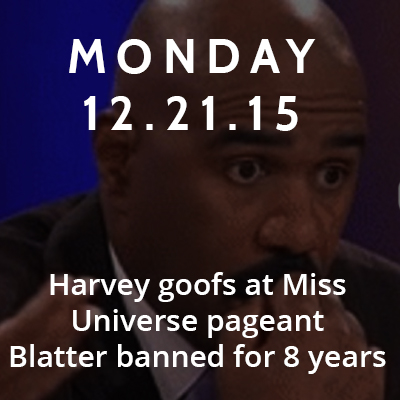 MONDAY
12.21.15
Harvey goofs at Miss
Universe pageant
Blatter banned for 8 years